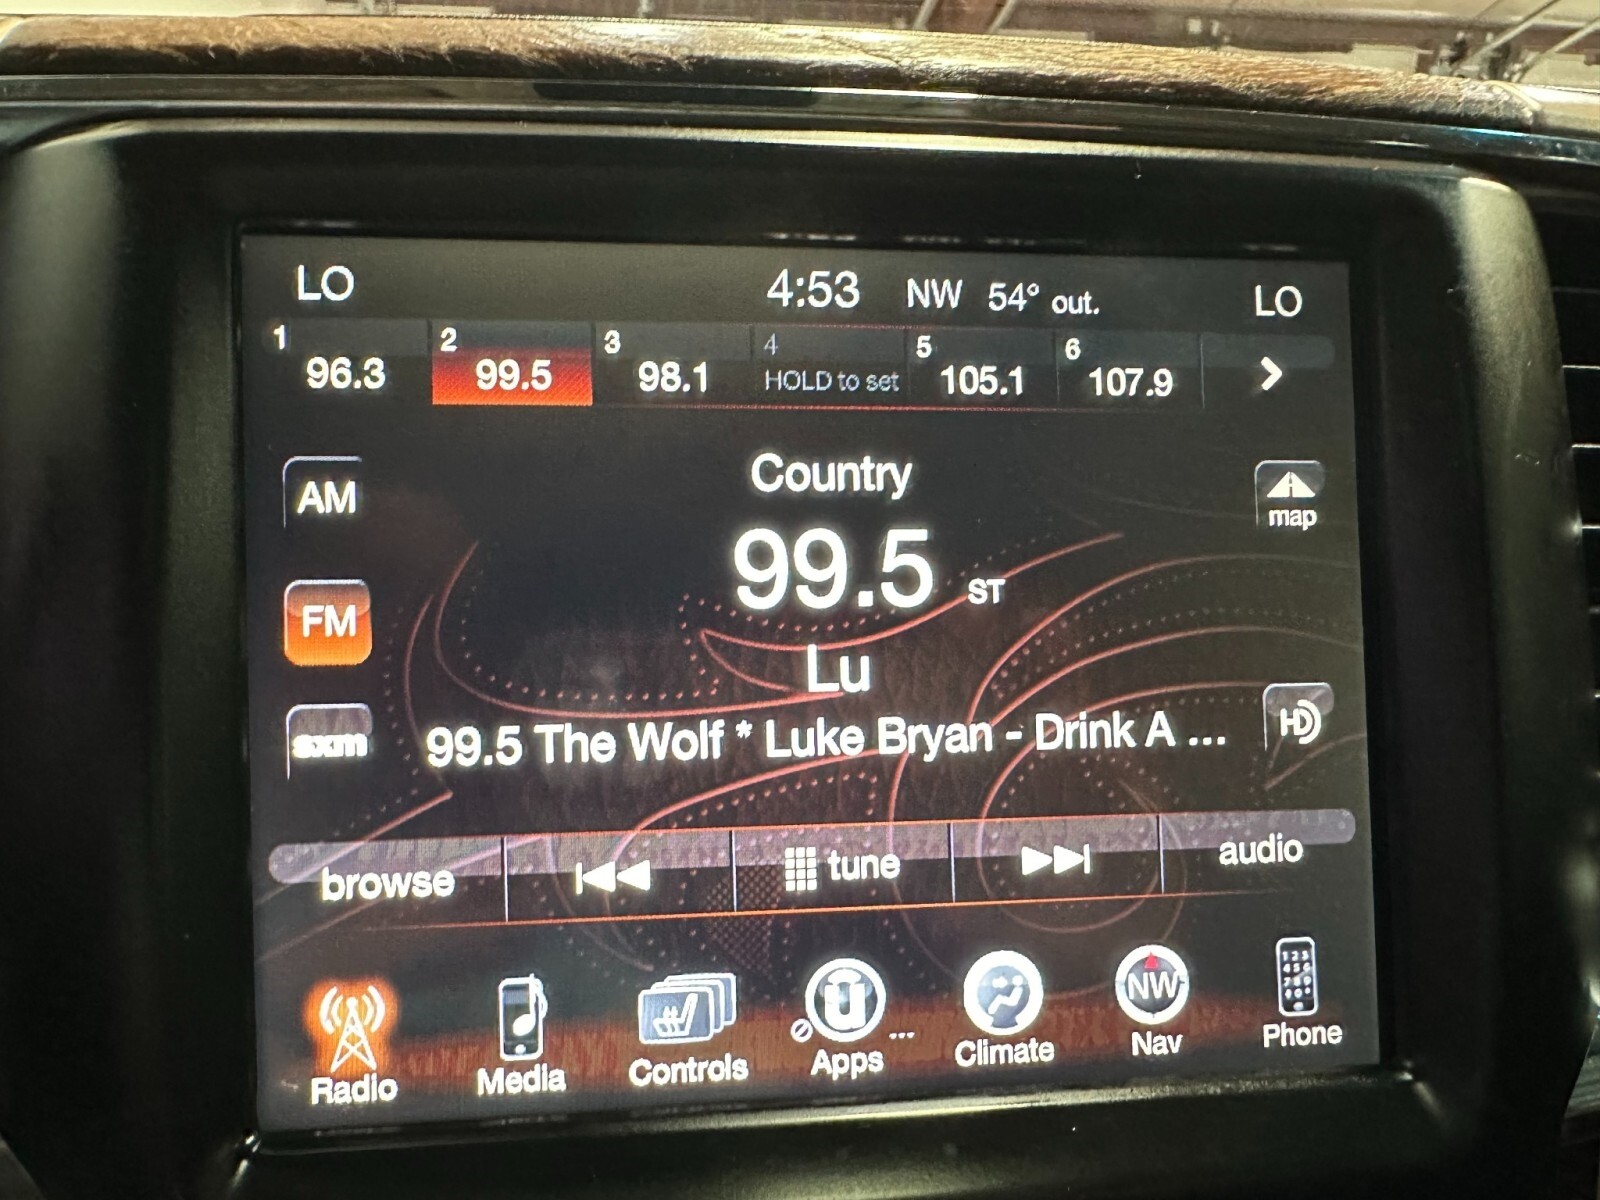 LO 4:53 NW 54° out. LO
1 96.3 2 99.5 3 98.1 4 HOLD to set 5 105.1 6 107.9
Country
AM
map
99.5 ST
FM
Lu
sxm
99.5 The Wolf * Luke Bryan - Drink A ...
HD
browse tune audio
NW
Radio Media Controls Apps ... Climate Nav Phone